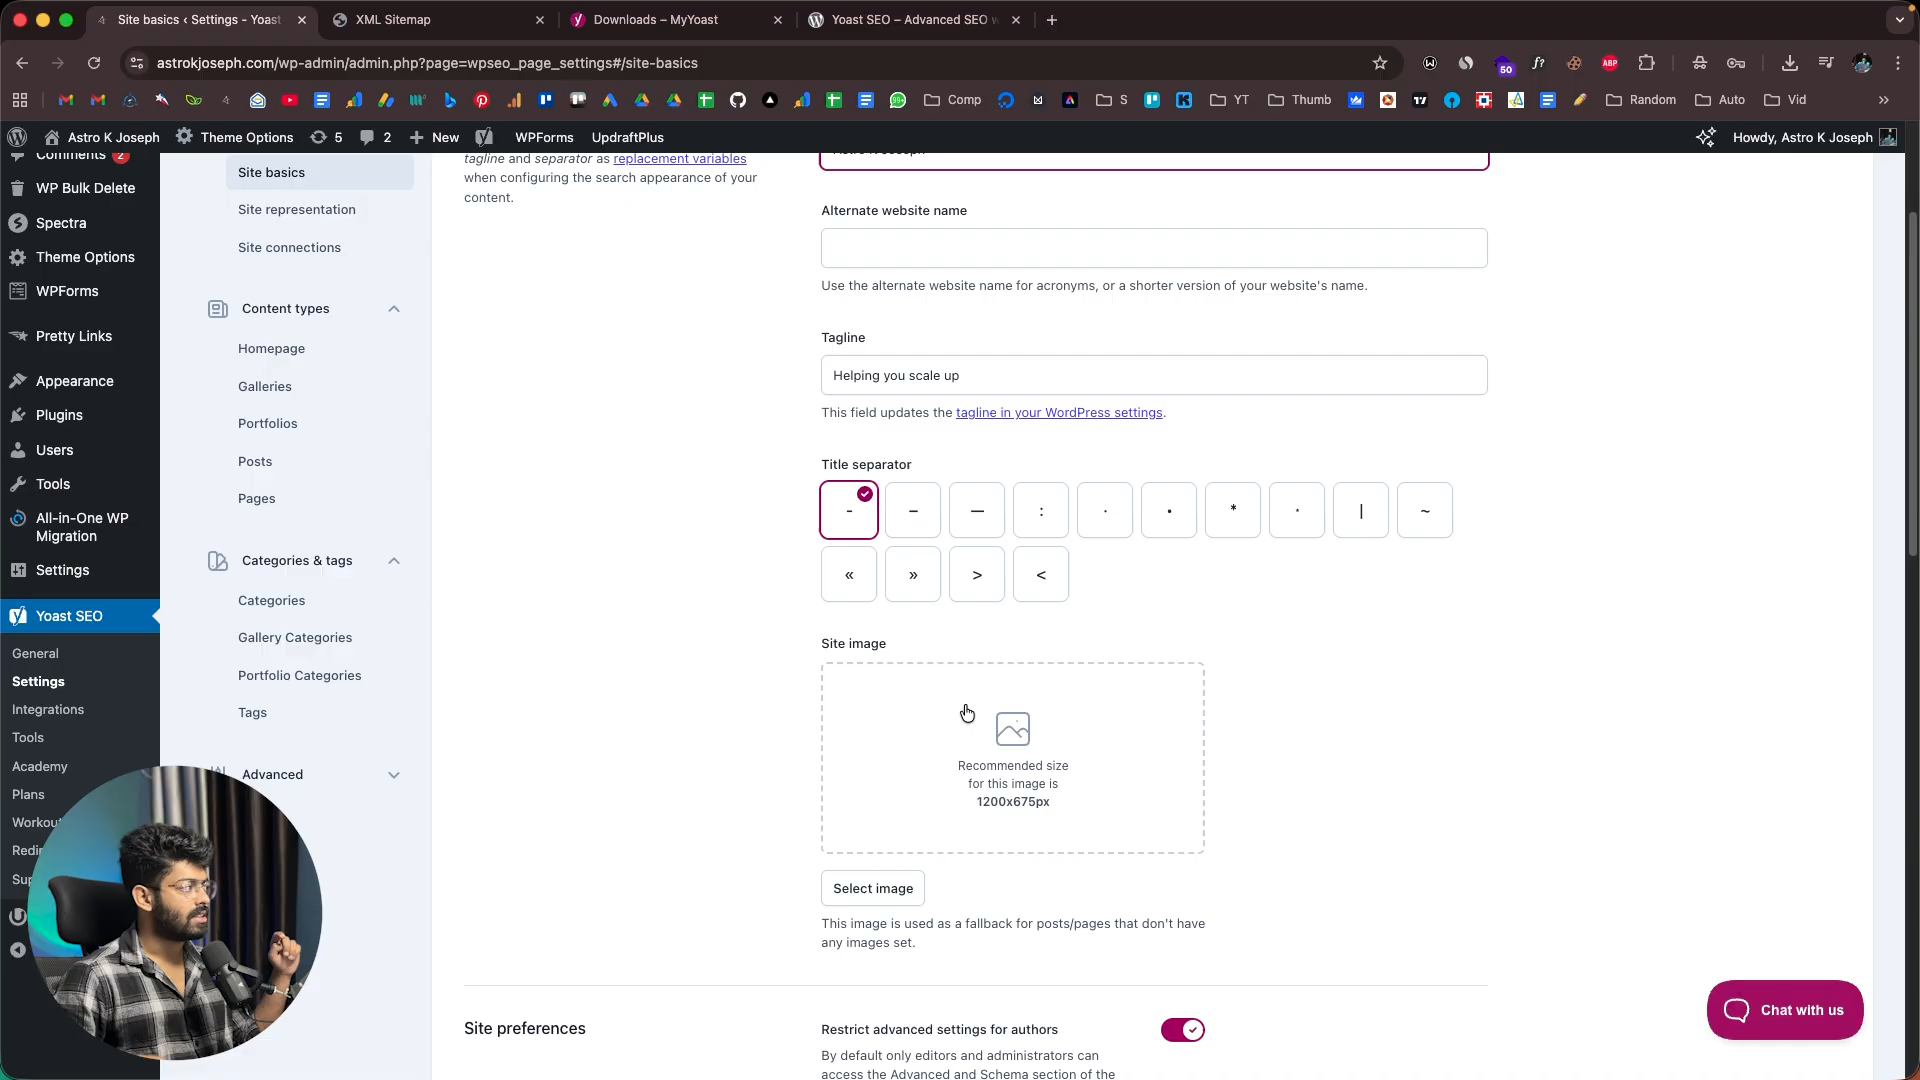 Site basics ‹ Settings - Yoast
XML Sitemap
Downloads – MyYoast
Yoast SEO – Advanced SEO
astrokjoseph.com/wp-admin/admin.php?page=wpseo_page_settings#/site-basics
50
f?
ABP
Comp
S
YT
Thumb
Random
Auto
Vid
Astro K Joseph
Theme Options
5
2
New
WPForms
UpdraftPlus
Howdy, Astro K Joseph
Comments 2
WP Bulk Delete
Spectra
Theme Options
WPForms
Pretty Links
Appearance
Plugins
Users
Tools
All-in-One WP
Migration
Settings
Yoast SEO
General
Settings
Integrations
Tools
Academy
Plans
Site basics
Site representation
Site connections
Content types
Homepage
Galleries
Portfolios
Posts
Pages
Categories & tags
Categories
Gallery Categories
Portfolio Categories
Tags
Advanced
tagline and separator as replacement variables
when configuring the search appearance of your
content.
Astro K Joseph
Alternate website name
Use the alternate website name for acronyms, or a shorter version of your website's name.
Tagline
Helping you scale up
This field updates the tagline in your WordPress settings.
Title separator
- – — : · • * ⋆ | ~
« » > <
Site image
Recommended size
for this image is
1200x675px
Select image
This image is used as a fallback for posts/pages that don't have
any images set.
Site preferences
Restrict advanced settings for authors
By default only editors and administrators can
access the Advanced and Schema section of the
Chat with us